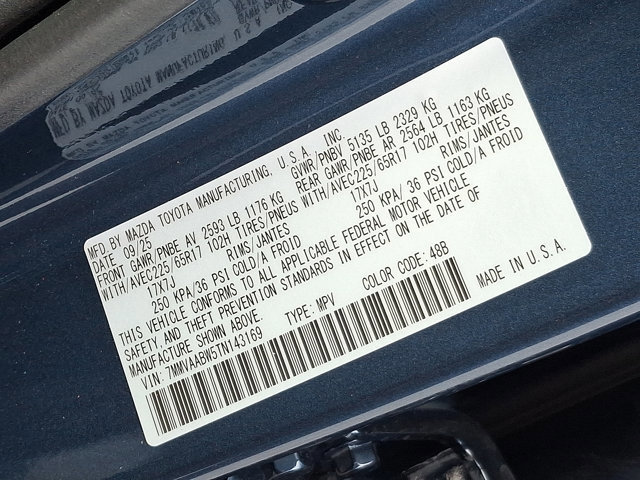 MFD. BY MAZDA TOYOTA MANUFACTURING, U.S.A. INC.
DATE 09/25 GVWR/PNBV 5135 LB 2329 KG
FRONT GAWR/PNBE AV 2593 LB 1176 KG REAR GAWR/PNBE AR 2564 LB 1163 KG
WITH/AVEC225/65R17 102H TIRES/PNEUS WITH/AVEC225/65R17 102H TIRES/PNEUS
17X7J RIMS/JANTES 17X7J RIMS/JANTES
250 KPA/36 PSI COLD/A FROID 250 KPA/ 36 PSI COLD/A FROID
THIS VEHICLE CONFORMS TO ALL APPLICABLE FEDERAL MOTOR VEHICLE
SAFETY, AND THEFT PREVENTION STANDARDS IN EFFECT ON THE DATE OF
MANUFACTURE SHOWN ABOVE.
VIN: 7MMVAABW5TN143169 TYPE: MPV COLOR CODE: 48B
MADE IN U.S.A.